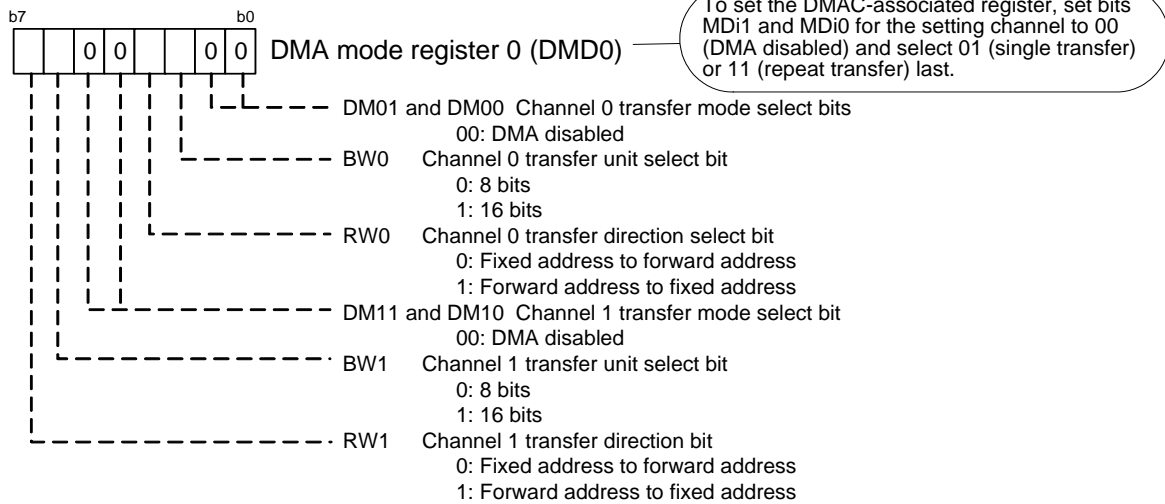 b7 b0
0 0 0 0
DMA mode register 0 (DMD0)
To set the DMAC-associated register, set bits
MDi1 and MDi0 for the setting channel to 00
(DMA disabled) and select 01 (single transfer)
or 11 (repeat transfer) last.
DM01 and DM00 Channel 0 transfer mode select bits
00: DMA disabled
BW0 Channel 0 transfer unit select bit
0: 8 bits
1: 16 bits
RW0 Channel 0 transfer direction select bit
0: Fixed address to forward address
1: Forward address to fixed address
DM11 and DM10 Channel 1 transfer mode select bit
00: DMA disabled
BW1 Channel 1 transfer unit select bit
0: 8 bits
1: 16 bits
RW1 Channel 1 transfer direction bit
0: Fixed address to forward address
1: Forward address to fixed address